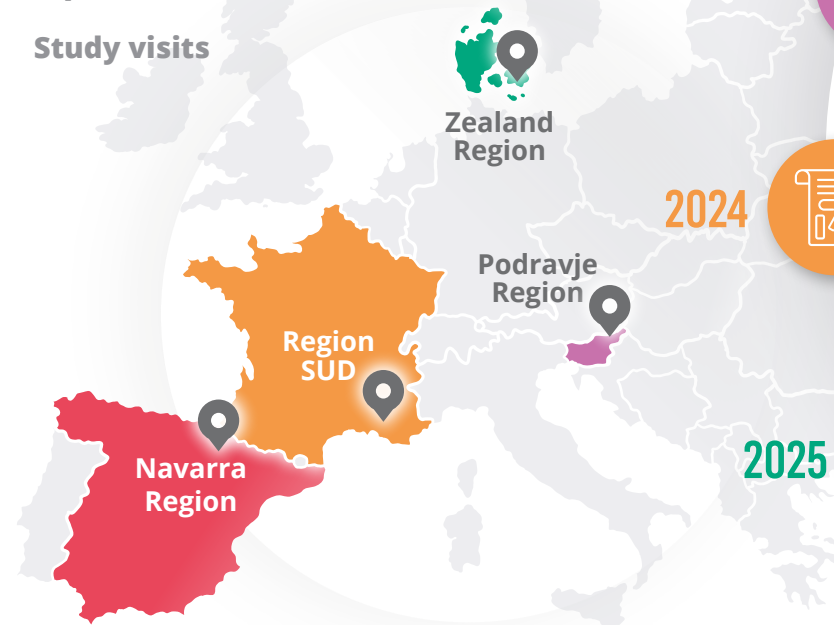 Study visits
Zealand
Region
2024
Podravje
Region
Region
SUD
2025
Navarra
Region